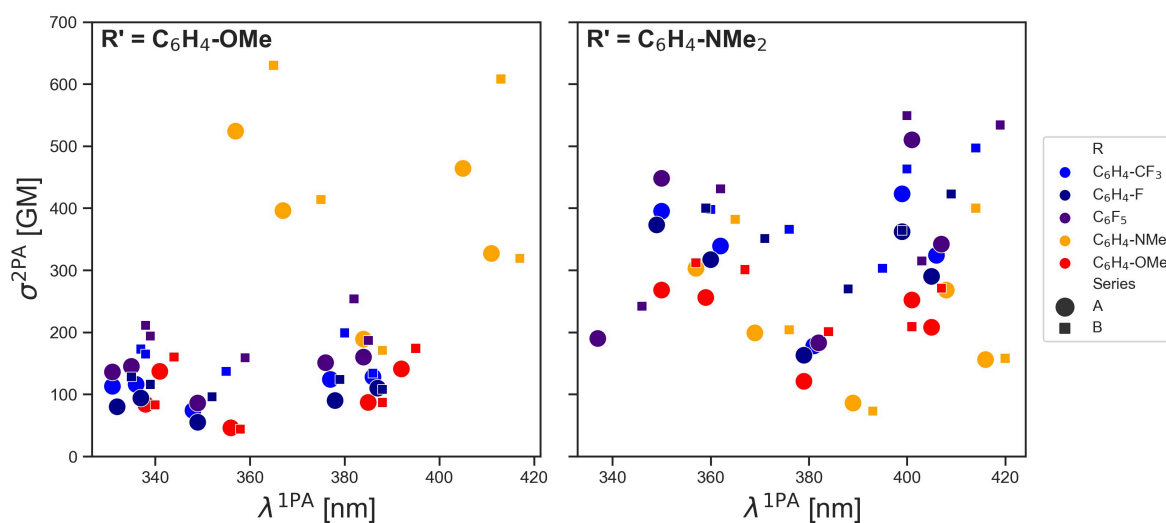 R' = C₆H₄-OMe
R' = C₆H₄-NMe₂
700
600
500
400
300
200
100
0
σ²ᴾᴬ [GM]
340
360
380
400
420
λ¹ᴾᴬ [nm]
340
360
380
400
420
λ¹ᴾᴬ [nm]
R
C₆H₄-CF₃
C₆H₄-F
C₆F₅
C₆H₄-NMe
C₆H₄-OMe
Series
A
B